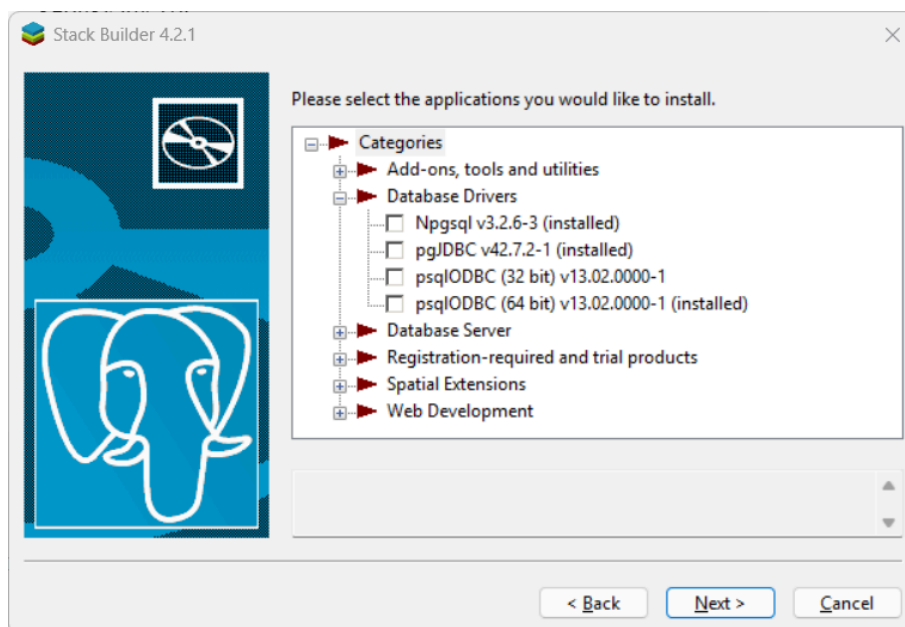 Stack Builder 4.2.1
Please select the applications you would like to install.
Categories
Add-ons, tools and utilities
Database Drivers
Npgsql v3.2.6-3 (installed)
pgJDBC v42.7.2-1 (installed)
psqlODBC (32 bit) v13.02.0000-1
psqlODBC (64 bit) v13.02.0000-1 (installed)
Database Server
Registration-required and trial products
Spatial Extensions
Web Development
< Back
Next >
Cancel